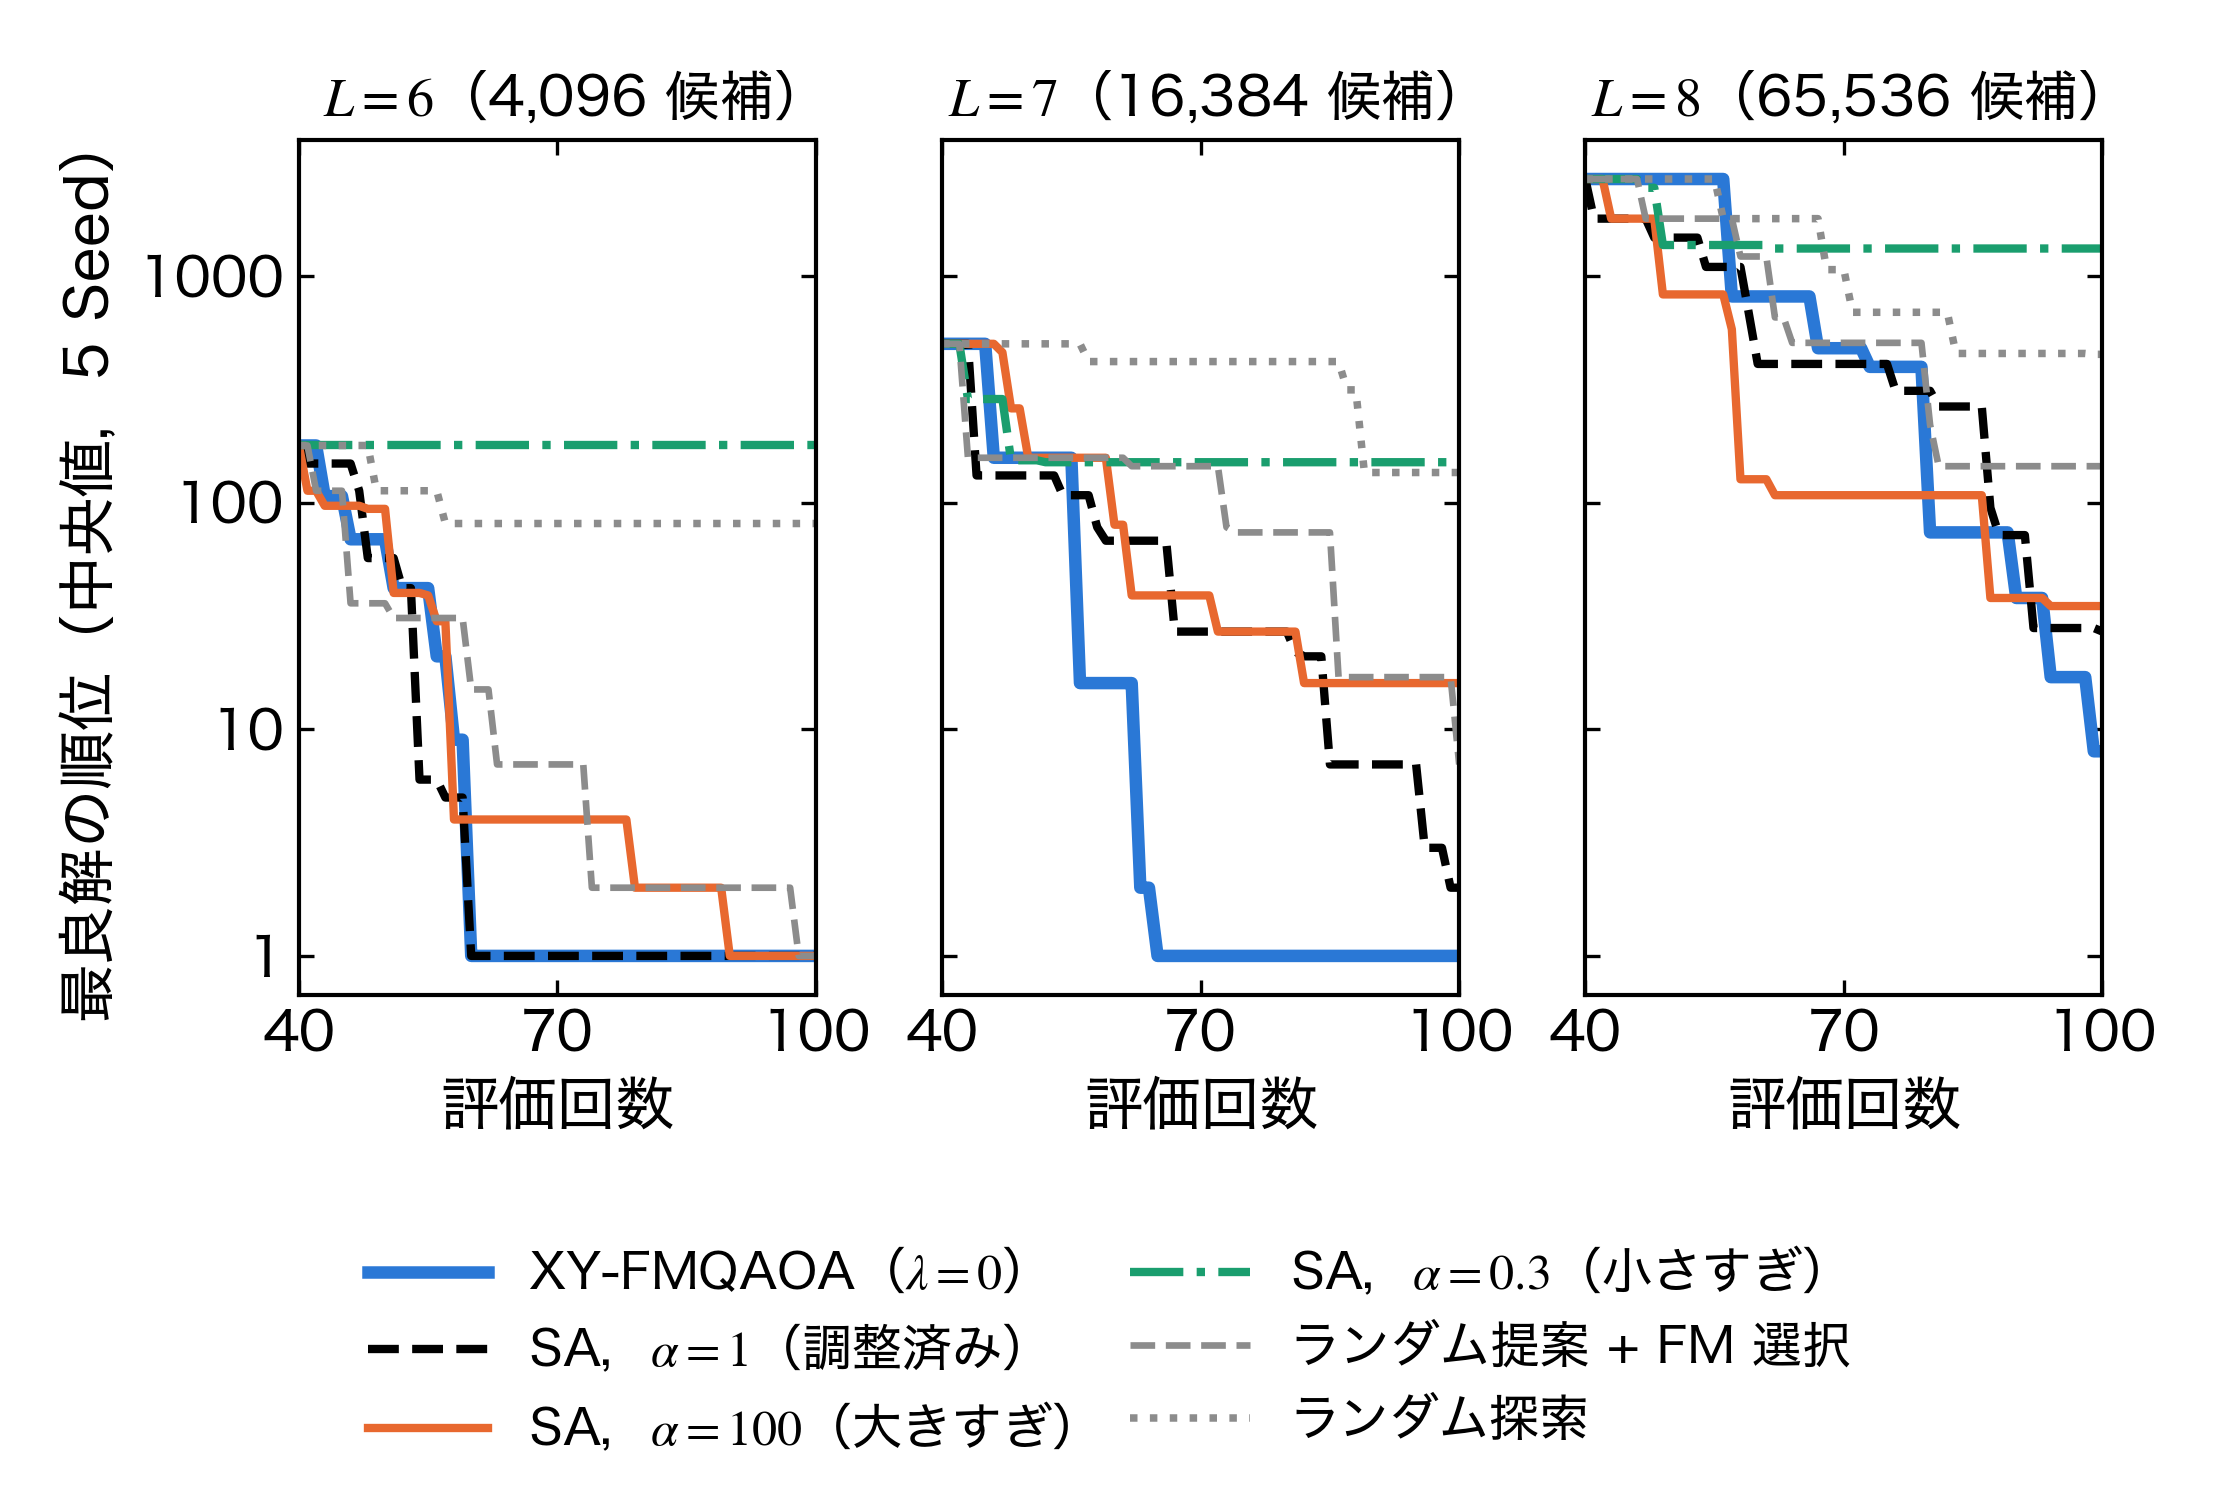 L=6（4,096 候補）
L=7（16,384 候補）
L=8（65,536 候補）
最良解の順位（中央値, 5 Seed）
1000
100
10
1
40 70 100
40 70 100
40 70 100
評価回数
評価回数
評価回数
XY-FMQAOA（λ=0）
SA, α=1（調整済み）
SA, α=100（大きすぎ）
SA, α=0.3（小さすぎ）
ランダム提案 + FM 選択
ランダム探索